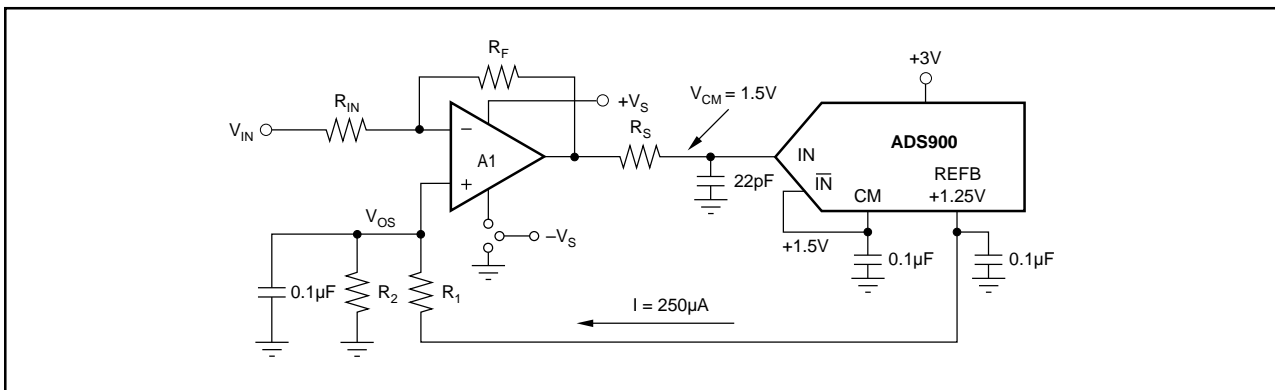 R_F
+V_S
R_IN
V_IN
−
A1
+
R_S
V_CM = 1.5V
+3V
ADS900
IN
I̅N̅
REFB
+1.25V
CM
22pF
+1.5V
0.1µF
0.1µF
V_OS
−V_S
0.1µF
R_2
R_1
I = 250µA